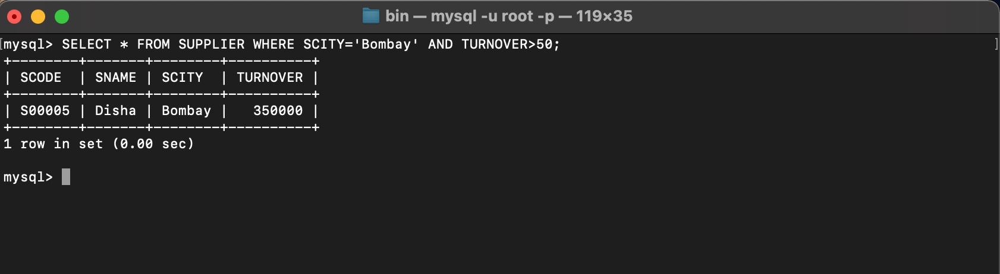 bin — mysql -u root -p — 119×35
[mysql> SELECT * FROM SUPPLIER WHERE SCITY='Bombay' AND TURNOVER>50; ]
+--------+-------+--------+----------+
| SCODE  | SNAME | SCITY  | TURNOVER |
+--------+-------+--------+----------+
| S00005 | Disha | Bombay |   350000 |
+--------+-------+--------+----------+
1 row in set (0.00 sec)
mysql>